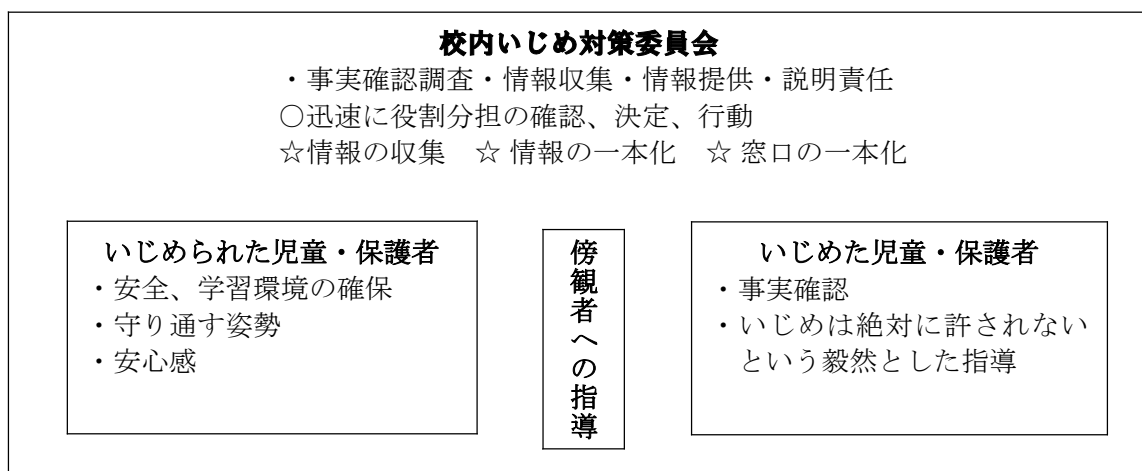 校内いじめ対策委員会
・事実確認調査・情報収集・情報提供・説明責任
○迅速に役割分担の確認、決定、行動
☆情報の収集　☆ 情報の一本化　☆ 窓口の一本化
いじめられた児童・保護者
・安全、学習環境の確保
・守り通す姿勢
・安心感
傍観者への指導
いじめた児童・保護者
・事実確認
・いじめは絶対に許されない
という毅然とした指導